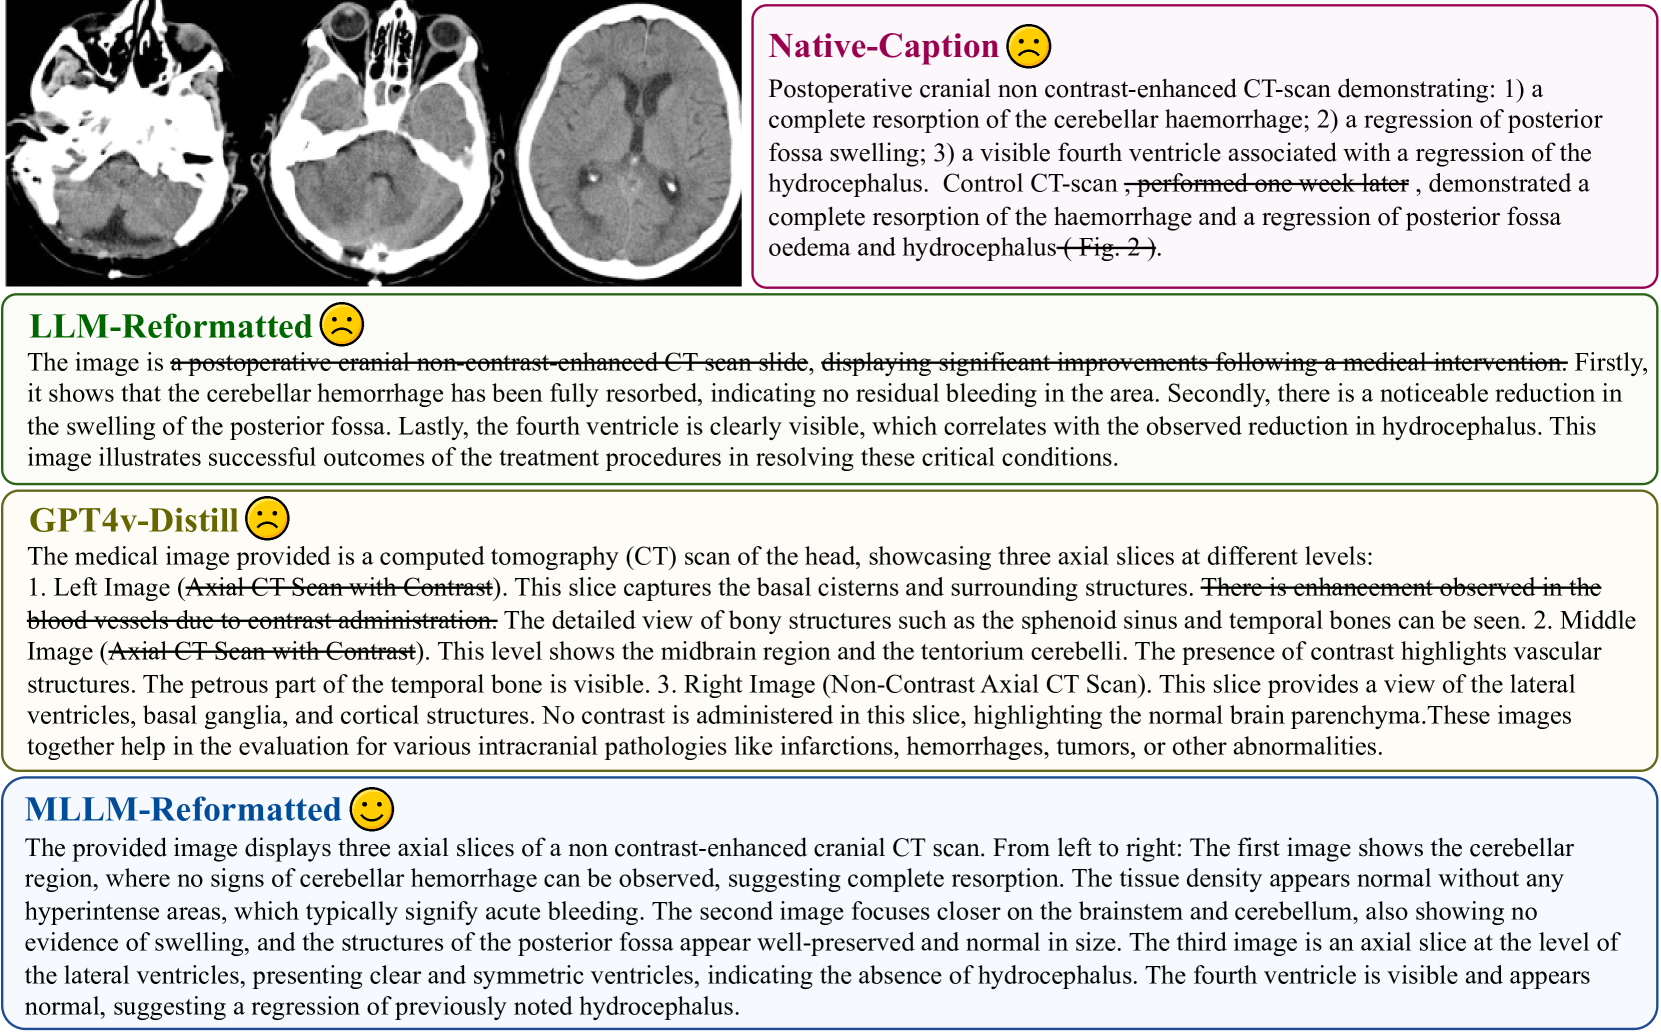 Native-Caption
Postoperative cranial non contrast-enhanced CT-scan demonstrating: 1) a
complete resorption of the cerebellar haemorrhage; 2) a regression of posterior
fossa swelling; 3) a visible fourth ventricle associated with a regression of the
hydrocephalus. Control CT-scan , performed one week later , demonstrated a
complete resorption of the haemorrhage and a regression of posterior fossa
oedema and hydrocephalus ( Fig. 2 ).
LLM-Reformatted
The image is a postoperative cranial non-contrast-enhanced CT scan slide, displaying significant improvements following a medical intervention. Firstly,
it shows that the cerebellar hemorrhage has been fully resorbed, indicating no residual bleeding in the area. Secondly, there is a noticeable reduction in
the swelling of the posterior fossa. Lastly, the fourth ventricle is clearly visible, which correlates with the observed reduction in hydrocephalus. This
image illustrates successful outcomes of the treatment procedures in resolving these critical conditions.
GPT4v-Distill
The medical image provided is a computed tomography (CT) scan of the head, showcasing three axial slices at different levels:
1. Left Image (Axial CT Scan with Contrast). This slice captures the basal cisterns and surrounding structures. There is enhancement observed in the
blood vessels due to contrast administration. The detailed view of bony structures such as the sphenoid sinus and temporal bones can be seen. 2. Middle
Image (Axial CT Scan with Contrast). This level shows the midbrain region and the tentorium cerebelli. The presence of contrast highlights vascular
structures. The petrous part of the temporal bone is visible. 3. Right Image (Non-Contrast Axial CT Scan). This slice provides a view of the lateral
ventricles, basal ganglia, and cortical structures. No contrast is administered in this slice, highlighting the normal brain parenchyma.These images
together help in the evaluation for various intracranial pathologies like infarctions, hemorrhages, tumors, or other abnormalities.
MLLM-Reformatted
The provided image displays three axial slices of a non contrast-enhanced cranial CT scan. From left to right: The first image shows the cerebellar
region, where no signs of cerebellar hemorrhage can be observed, suggesting complete resorption. The tissue density appears normal without any
hyperintense areas, which typically signify acute bleeding. The second image focuses closer on the brainstem and cerebellum, also showing no
evidence of swelling, and the structures of the posterior fossa appear well-preserved and normal in size. The third image is an axial slice at the level of
the lateral ventricles, presenting clear and symmetric ventricles, indicating the absence of hydrocephalus. The fourth ventricle is visible and appears
normal, suggesting a regression of previously noted hydrocephalus.